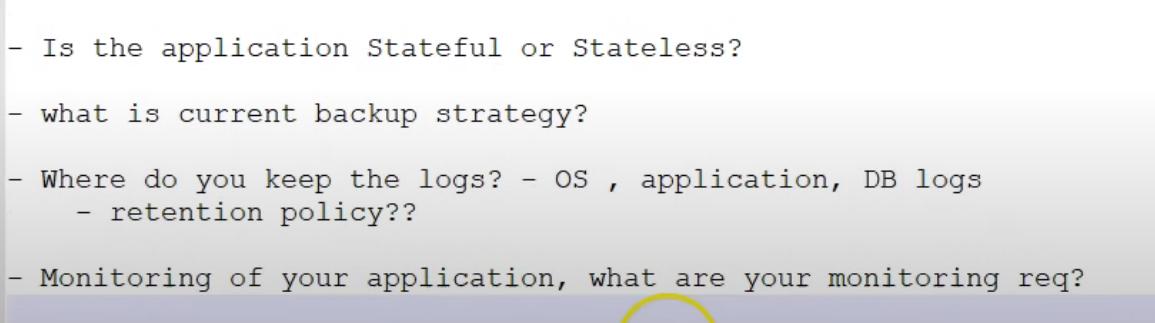 - Is the application Stateful or Stateless?
- what is current backup strategy?
- Where do you keep the logs? - OS , application, DB logs
- retention policy??
- Monitoring of your application, what are your monitoring req?